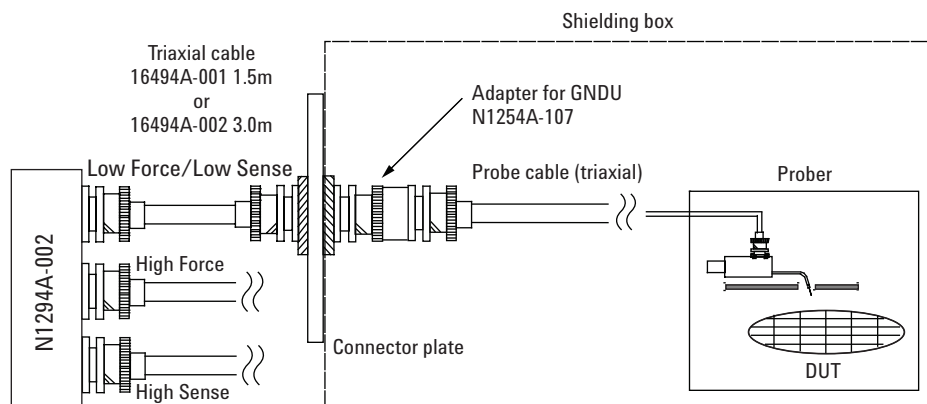 Shielding box
Triaxial cable
16494A-001 1.5m
or
16494A-002 3.0m
Adapter for GNDU
N1254A-107
Low Force/Low Sense
Probe cable (triaxial)
Prober
N1294A-002
High Force
High Sense
Connector plate
DUT